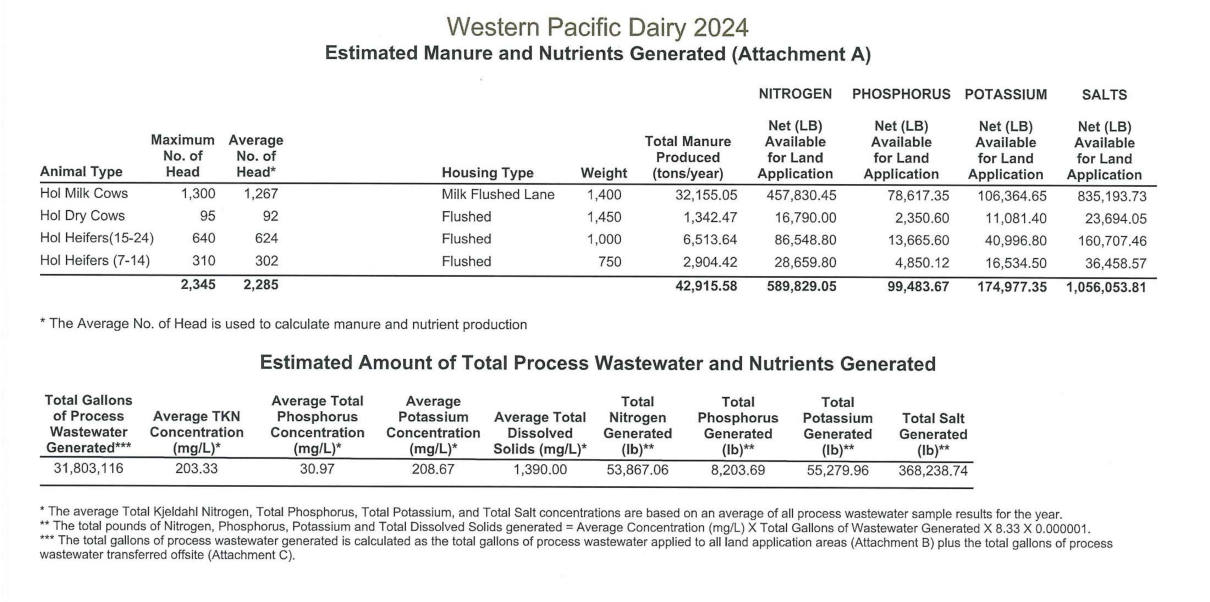 Western Pacific Dairy 2024
Estimated Manure and Nutrients Generated (Attachment A)
NITROGEN PHOSPHORUS POTASSIUM SALTS
Animal Type Maximum No. of Head Average No. of Head* Housing Type Weight Total Manure Produced (tons/year) Net (LB) Available for Land Application Net (LB) Available for Land Application Net (LB) Available for Land Application Net (LB) Available for Land Application
Hol Milk Cows 1,300 1,267 Milk Flushed Lane 1,400 32,155.05 457,830.45 78,617.35 106,364.65 835,193.73
Hol Dry Cows 95 92 Flushed 1,450 1,342.47 16,790.00 2,350.60 11,081.40 23,694.05
Hol Heifers(15-24) 640 624 Flushed 1,000 6,513.64 86,548.80 13,665.60 40,996.80 160,707.46
Hol Heifers (7-14) 310 302 Flushed 750 2,904.42 28,659.80 4,850.12 16,534.50 36,458.57
2,345 2,285 42,915.58 589,829.05 99,483.67 174,977.35 1,056,053.81
* The Average No. of Head is used to calculate manure and nutrient production
Estimated Amount of Total Process Wastewater and Nutrients Generated
Total Gallons of Process Wastewater Generated*** Average TKN Concentration (mg/L)* Average Total Phosphorus Concentration (mg/L)* Average Potassium Concentration (mg/L)* Average Total Dissolved Solids (mg/L)* Total Nitrogen Generated (lb)** Total Phosphorus Generated (lb)** Total Potassium Generated (lb)** Total Salt Generated (lb)**
31,803,116 203.33 30.97 208.67 1,390.00 53,867.06 8,203.69 55,279.96 368,238.74
* The average Total Kjeldahl Nitrogen, Total Phosphorus, Total Potassium, and Total Salt concentrations are based on an average of all process wastewater sample results for the year.
** The total pounds of Nitrogen, Phosphorus, Potassium and Total Dissolved Solids generated = Average Concentration (mg/L) X Total Gallons of Wastewater Generated X 8.33 X 0.000001.
*** The total gallons of process wastewater generated is calculated as the total gallons of process wastewater applied to all land application areas (Attachment B) plus the total gallons of process
wastewater transferred offsite (Attachment C).